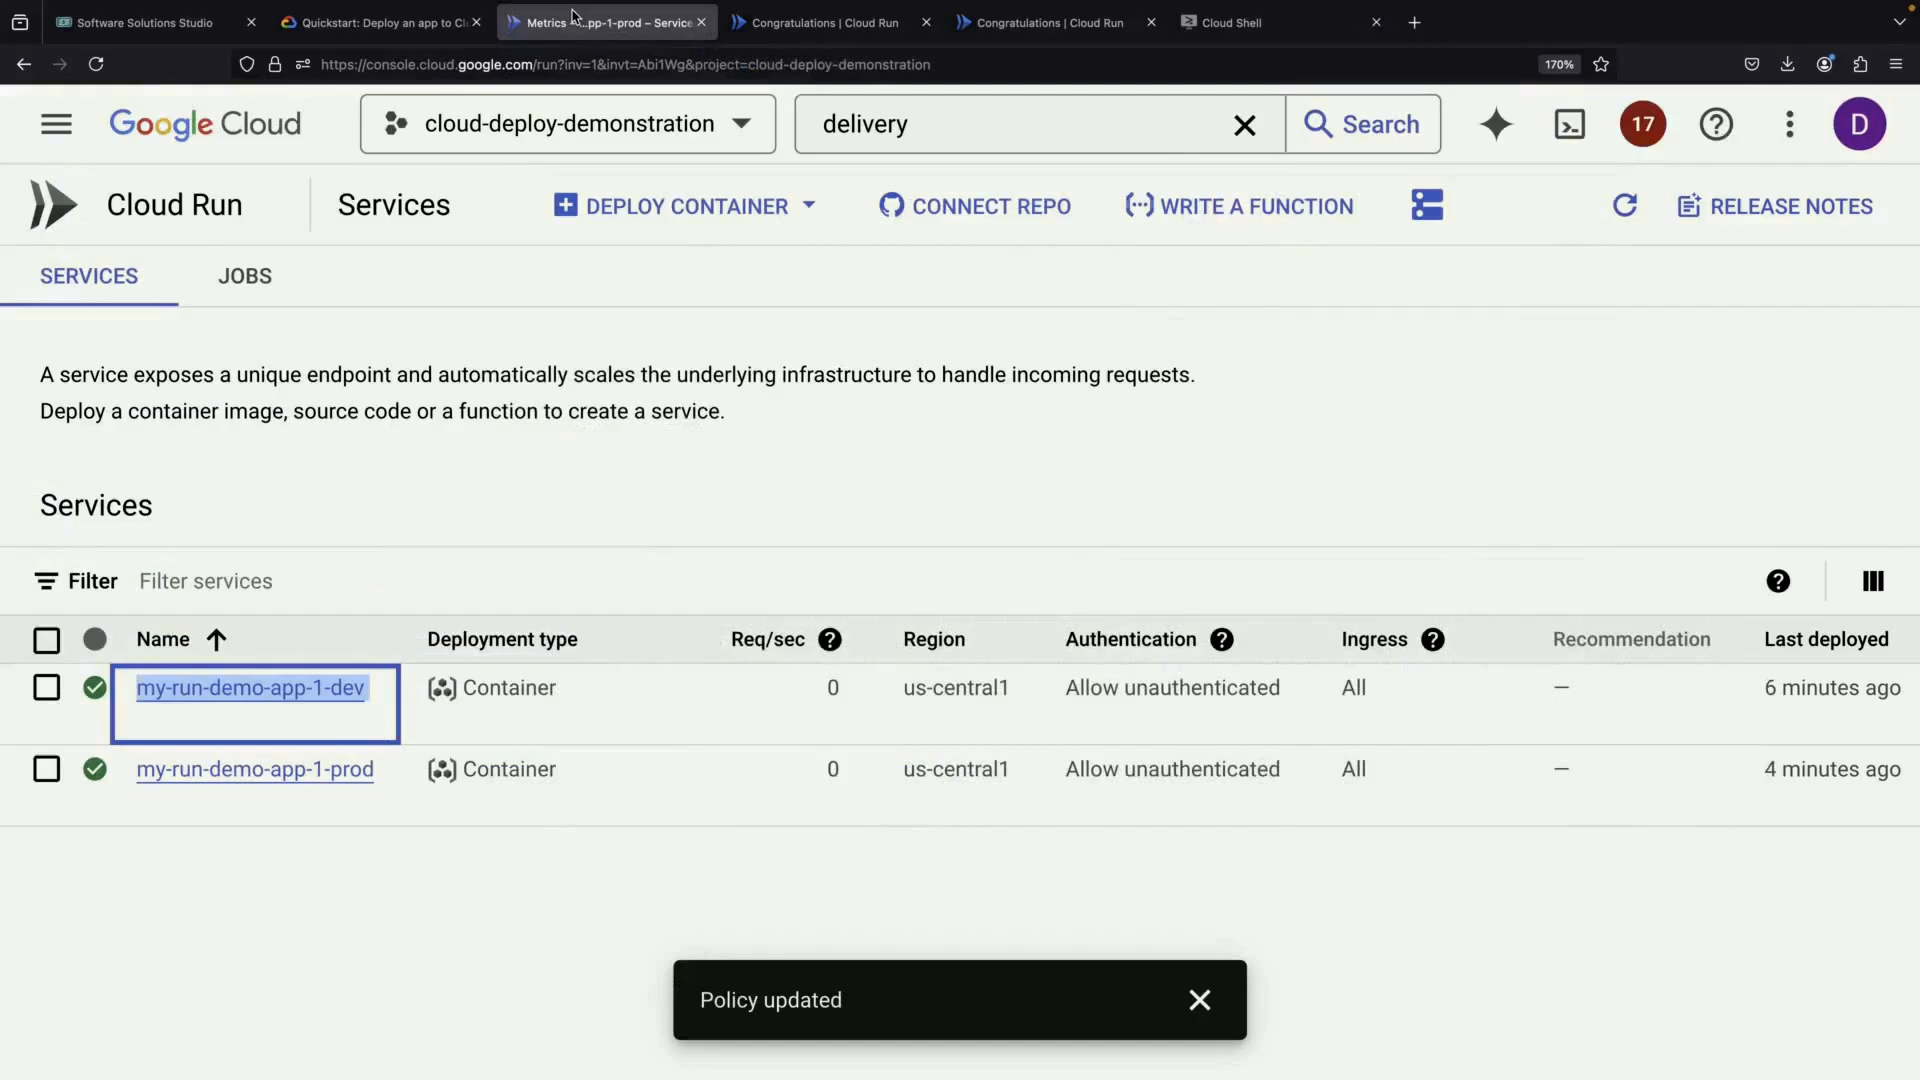 Software Solutions Studio
Quickstart: Deploy an app to Cl
Metrics
pp-1-prod – Service
Congratulations | Cloud Run
Congratulations | Cloud Run
Cloud Shell
https://console.cloud.google.com/run?inv=1&invt=Abi1Wg&project=cloud-deploy-demonstration
170%
Google Cloud
cloud-deploy-demonstration
delivery
Search
17
D
Cloud Run
Services
DEPLOY CONTAINER
CONNECT REPO
WRITE A FUNCTION
RELEASE NOTES
SERVICES
JOBS
A service exposes a unique endpoint and automatically scales the underlying infrastructure to handle incoming requests.
Deploy a container image, source code or a function to create a service.
Services
Filter
Filter services
Name
Deployment type
Req/sec
Region
Authentication
Ingress
Recommendation
Last deployed
my-run-demo-app-1-dev
Container
0
us-central1
Allow unauthenticated
All
—
6 minutes ago
my-run-demo-app-1-prod
Container
0
us-central1
Allow unauthenticated
All
—
4 minutes ago
Policy updated